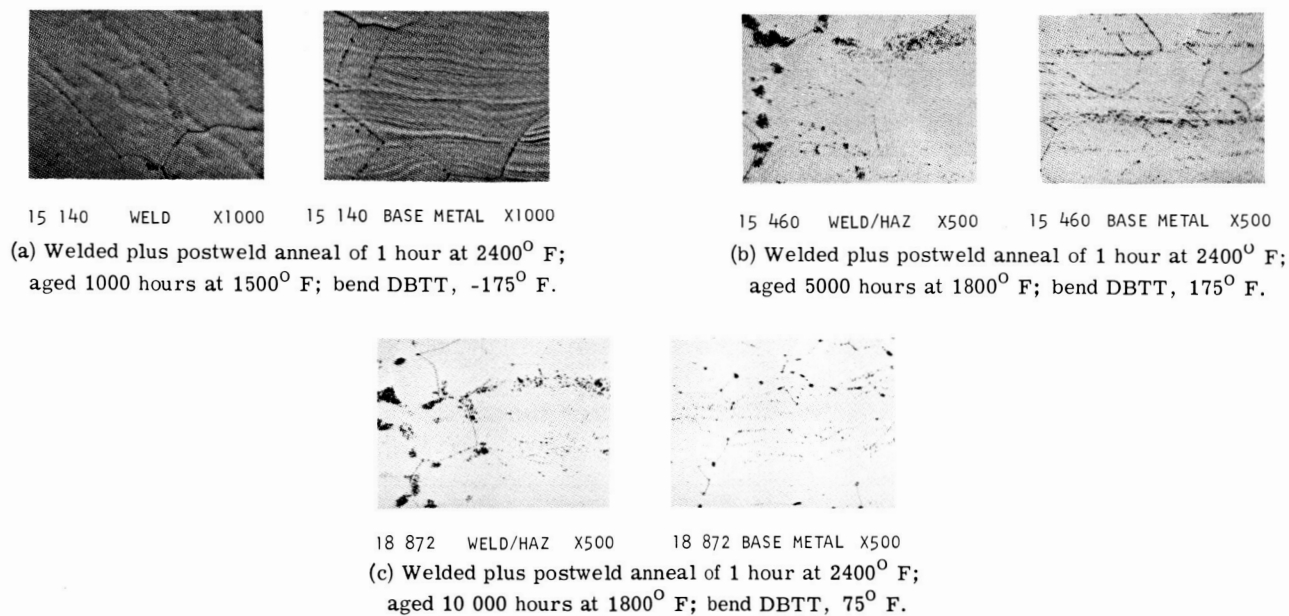 15 140 WELD X1000
15 140 BASE METAL X1000
(a) Welded plus postweld anneal of 1 hour at 2400° F;
aged 1000 hours at 1500° F; bend DBTT, -175° F.
15 460 WELD/HAZ X500
15 460 BASE METAL X500
(b) Welded plus postweld anneal of 1 hour at 2400° F;
aged 5000 hours at 1800° F; bend DBTT, 175° F.
18 872 WELD/HAZ X500
18 872 BASE METAL X500
(c) Welded plus postweld anneal of 1 hour at 2400° F;
aged 10 000 hours at 1800° F; bend DBTT, 75° F.